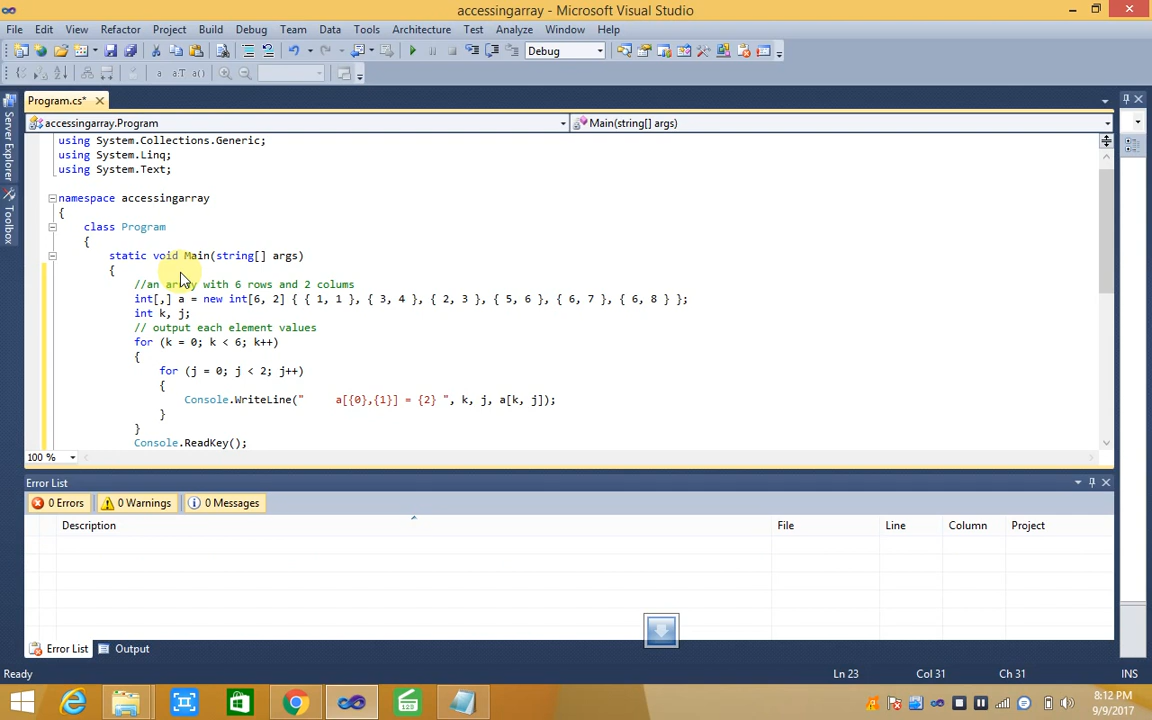 accessingarray - Microsoft Visual Studio
File Edit View Refactor Project Build Debug Team Data Tools Architecture Test Analyze Window Help
Debug
Program.cs*
accessingarray.Program Main(string[] args)
using System.Collections.Generic;
using System.Linq;
using System.Text;
namespace accessingarray
{
class Program
{
static void Main(string[] args)
{
//an array with 6 rows and 2 colums
int[,] a = new int[6, 2] { { 1, 1 }, { 3, 4 }, { 2, 3 }, { 5, 6 }, { 6, 7 }, { 6, 8 } };
int k, j;
// output each element values
for (k = 0; k < 6; k++)
{
for (j = 0; j < 2; j++)
{
Console.WriteLine("     a[{0},{1}] = {2} ", k, j, a[k, j]);
}
}
Console.ReadKey();
100 %
Server Explorer
Toolbox
Error List
0 Errors 0 Warnings 0 Messages
Description File Line Column Project
Error List Output
Ready Ln 23 Col 31 Ch 31 INS
8:12 PM
9/9/2017